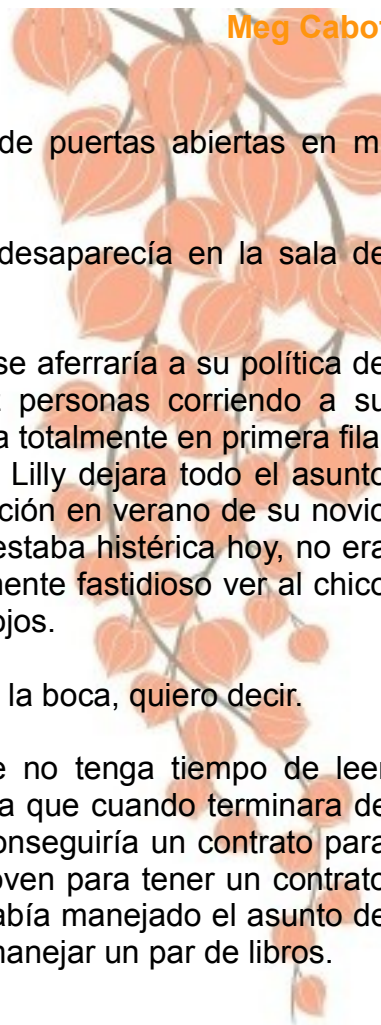 Meg Cabot
de puertas abiertas en m
desaparecía en la sala de
se aferraría a su política de
personas corriendo a su
a totalmente en primera fila
Lilly dejara todo el asunto
ción en verano de su novio
estaba histérica hoy, no era
mente fastidioso ver al chico
ojos.
la boca, quiero decir.
e no tenga tiempo de leer
a que cuando terminara de
onseguiría un contrato para
oven para tener un contrato
abía manejado el asunto de
manejar un par de libros.